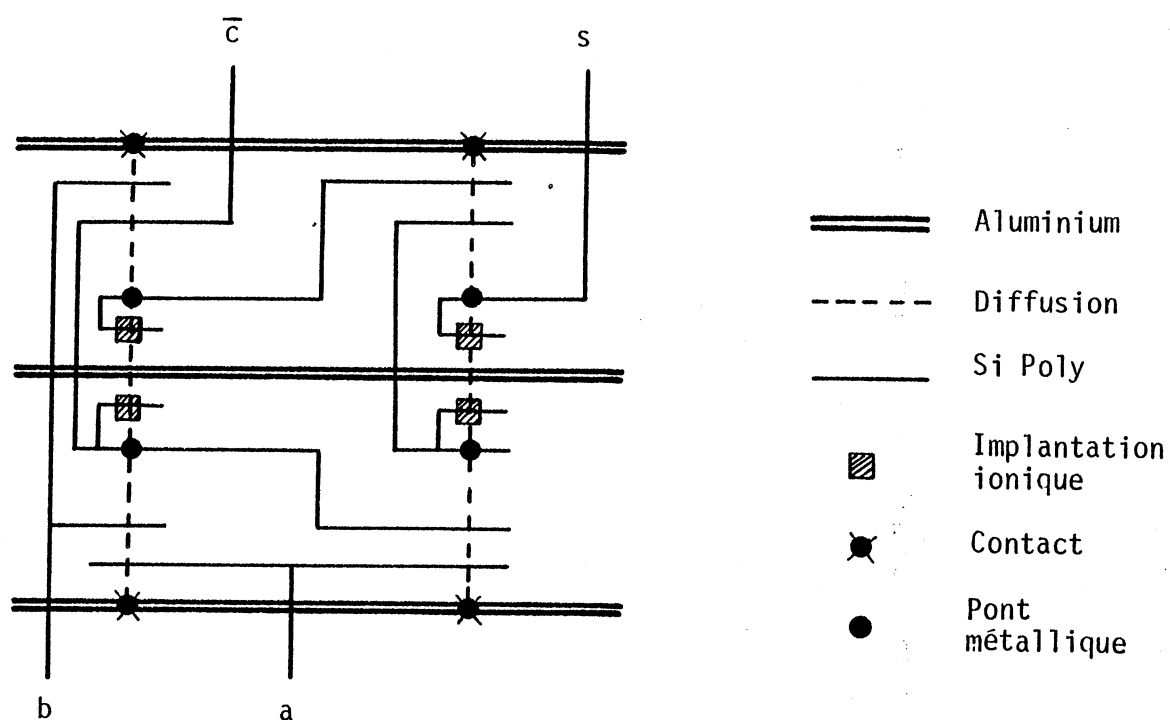 c̅
s
Aluminium
Diffusion
Si Poly
Implantation
ionique
Contact
Pont
métallique
b
a